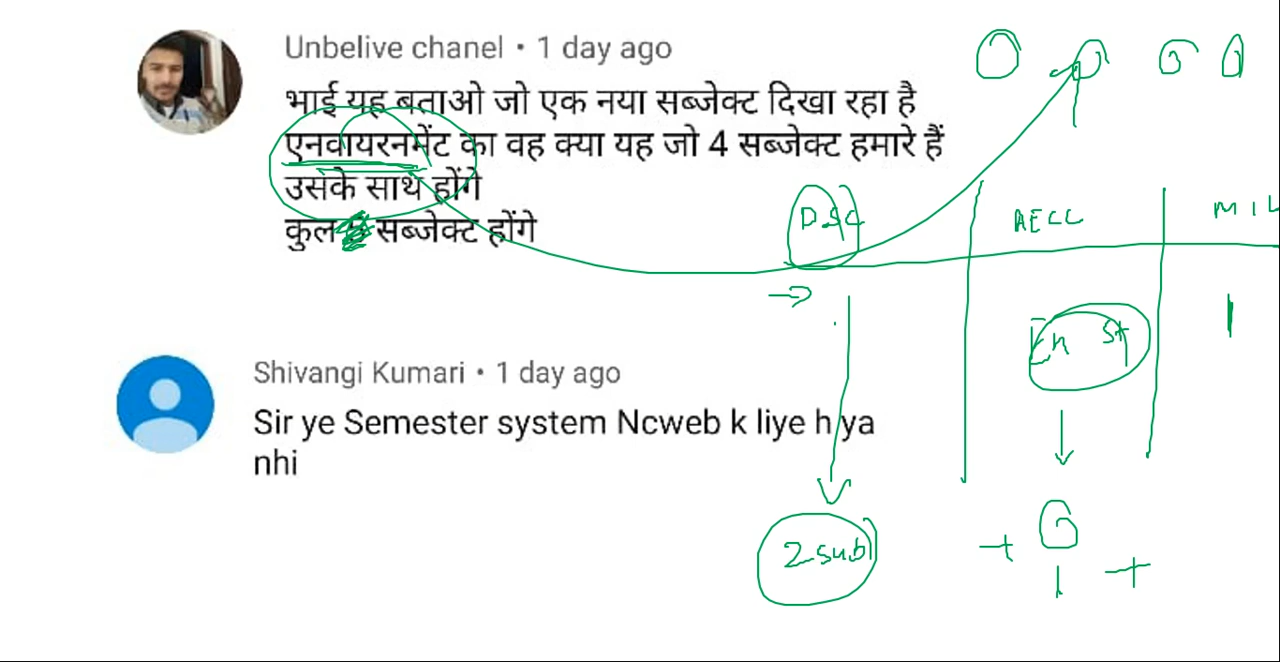 Unbelive chanel • 1 day ago
भाई यह बताओ जो एक नया सब्जेक्ट दिखा रहा है
एनवायरनमेंट का वह क्या यह जो 4 सब्जेक्ट हमारे हैं
उसके साथ होंगे
कुल सब्जेक्ट होंगे
DSC
AECC
MIL
En St
Shivangi Kumari • 1 day ago
Sir ye Semester system Ncweb k liye h ya
nhi
2 sub